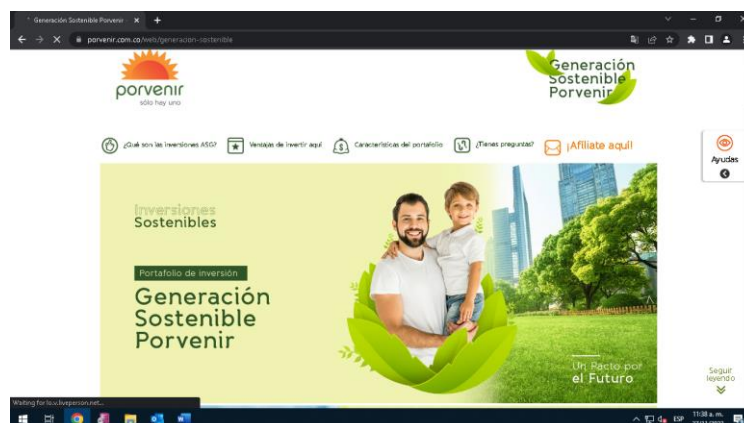 Generación Sostenible Porvenir -
porvenir.com.co/web/generacion-sostenible
porvenir
sólo hay uno
Generación
Sostenible
Porvenir
¿Qué son las inversiones ASG?
Ventajas de invertir aquí
Características del portafolio
¿Tienes preguntas?
¡Afíliate aquí!
Ayudas
Inversiones
Sostenibles
Portafolio de inversión
Generación
Sostenible
Porvenir
Un Pacto por
el Futuro
Seguir
leyendo
Waiting for lo.v.liveperson.net...
ESP
11:38 a. m.